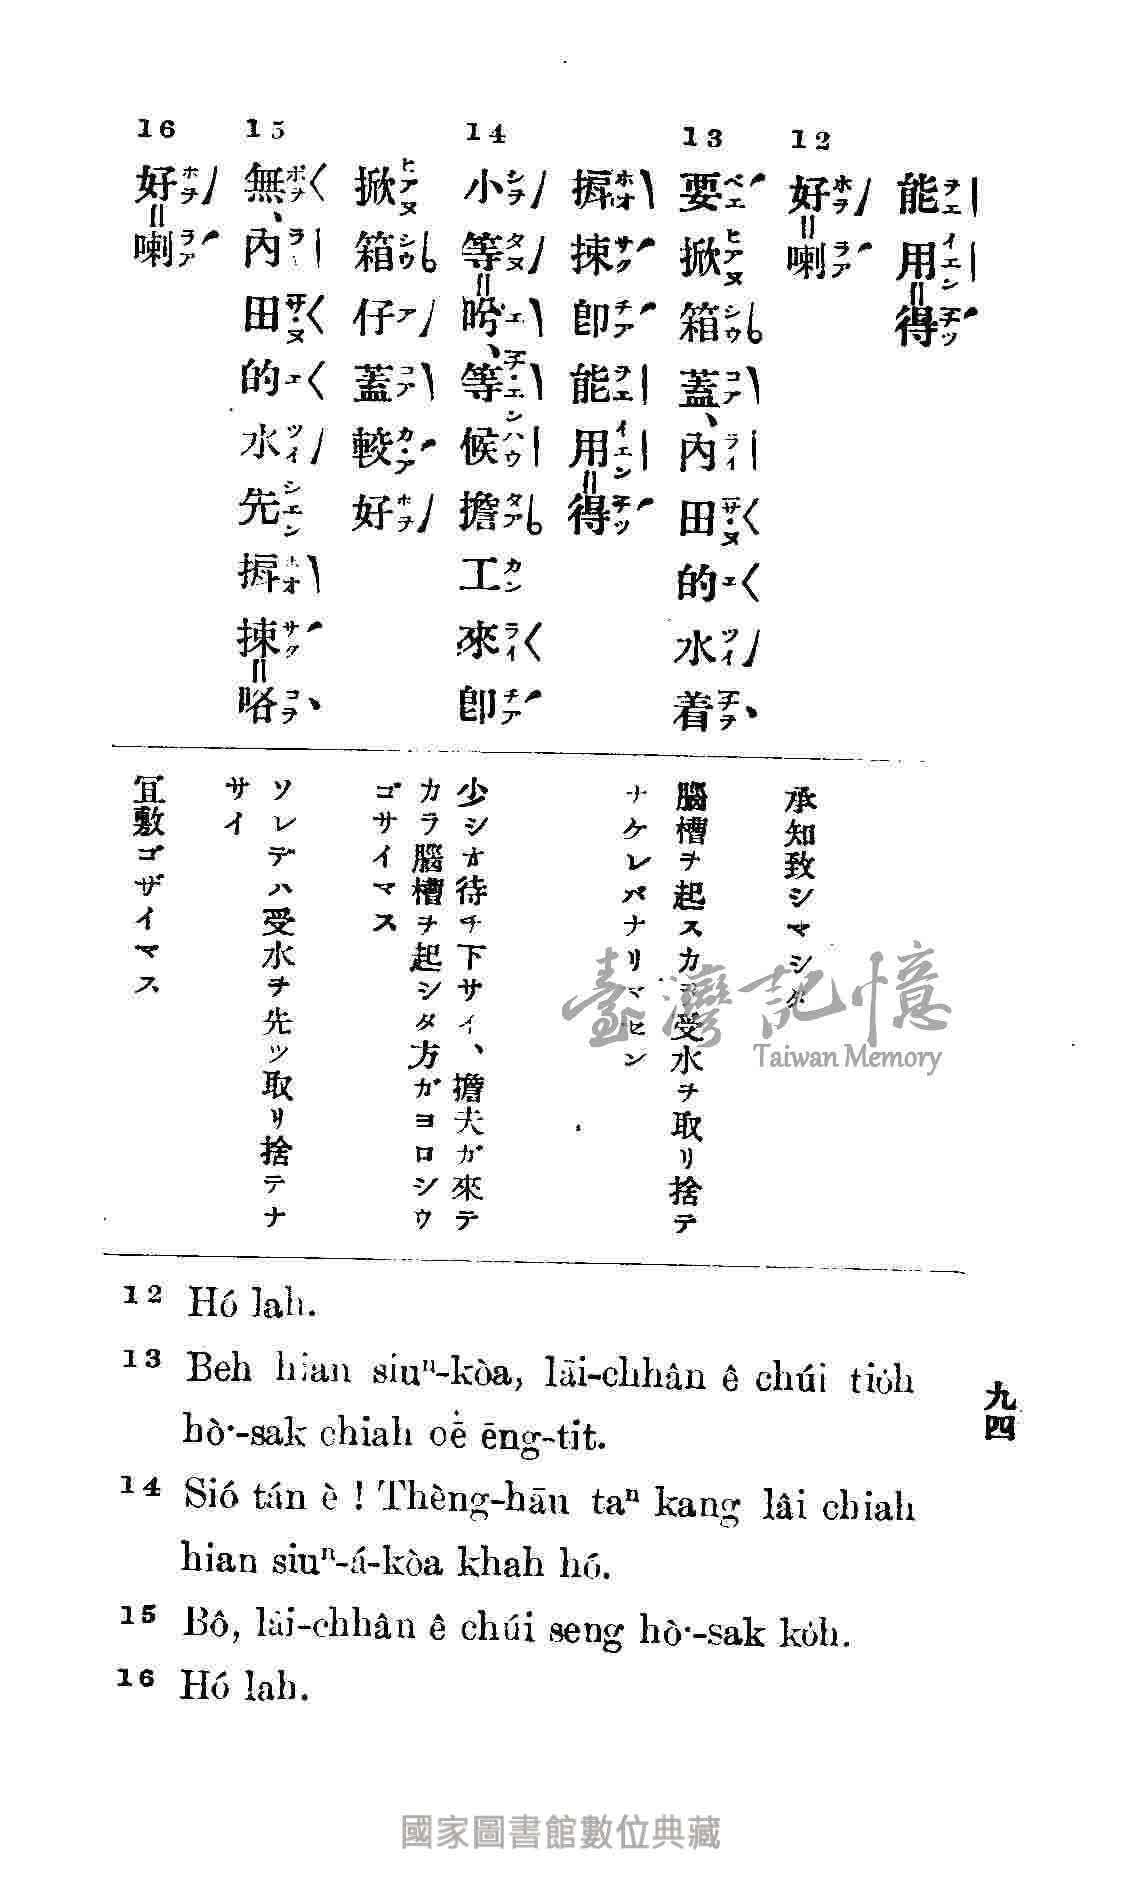 能用得
12 好喇
13 要掀箱蓋、內田的水着
㨆揀卽能用得
14 小等吟、等候擔工來卽
掀箱仔蓋較好
15 無、內田的水先㨆揀咯
16 好喇
承知致シマシタ
腦槽ヲ起スカラ受水ヲ取リ捨テ
ナケレバナリマセン
少シオ待チ下サイ、擔夫ガ來テ
カラ腦槽ヲ起シタ方ガヨロシウ
ゴサイマス
ソレデハ受水ヲ先ツ取リ捨テナ
サイ
冝敷ゴザイマス
12 Hó lah.
13 Beh hian siuⁿ-kòa, lāi-chhân ê chúi tio̍h
hò͘-sak chiah oē ēng-tit.
14 Sió tán è ! Thèng-hāu taⁿ kang lâi chiah
hian siuⁿ-á-kòa khah hó.
15 Bô, lāi-chhân ê chúi seng hò͘-sak ko̍h.
16 Hó lah.
九四
臺灣記憶
Taiwan Memory
國家圖書館數位典藏